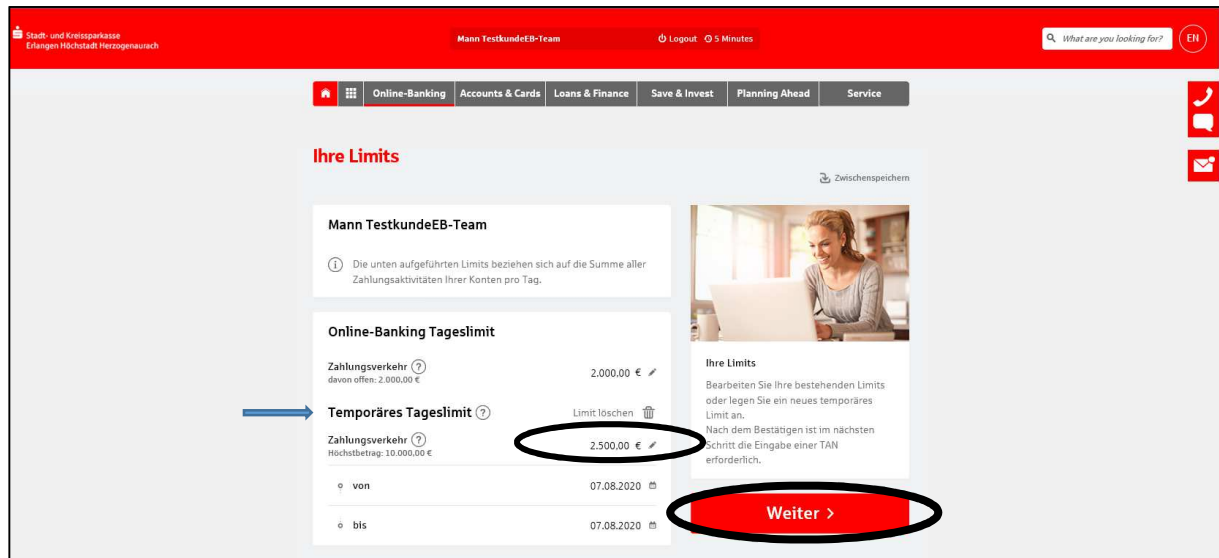 Stadt- und Kreissparkasse
Erlangen Höchstadt Herzogenaurach
Mann TestkundeEB-Team
Logout
5 Minutes
What are you looking for?
EN
Online-Banking
Accounts & Cards
Loans & Finance
Save & Invest
Planning Ahead
Service
Ihre Limits
Zwischenspeichern
Mann TestkundeEB-Team
Die unten aufgeführten Limits beziehen sich auf die Summe aller
Zahlungsaktivitäten Ihrer Konten pro Tag.
Online-Banking Tageslimit
Zahlungsverkehr ?
davon offen: 2.000,00 €
2.000,00 €
Temporäres Tageslimit ?
Limit löschen
Zahlungsverkehr ?
Höchstbetrag: 10.000,00 €
2.500,00 €
von
07.08.2020
bis
07.08.2020
Ihre Limits
Bearbeiten Sie Ihre bestehenden Limits
oder legen Sie ein neues temporäres
Limit an.
Nach dem Bestätigen ist im nächsten
Schritt die Eingabe einer TAN
erforderlich.
Weiter >